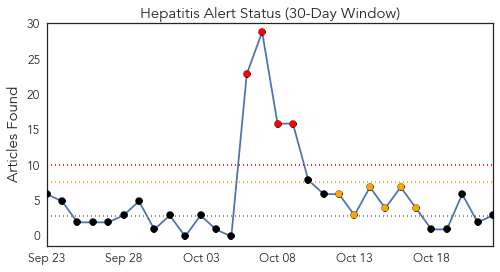 Hepatitis Alert Status (30-Day Window)
Articles Found
30
25
20
15
10
5
0
Sep 23
Sep 28
Oct 03
Oct 08
Oct 13
Oct 18